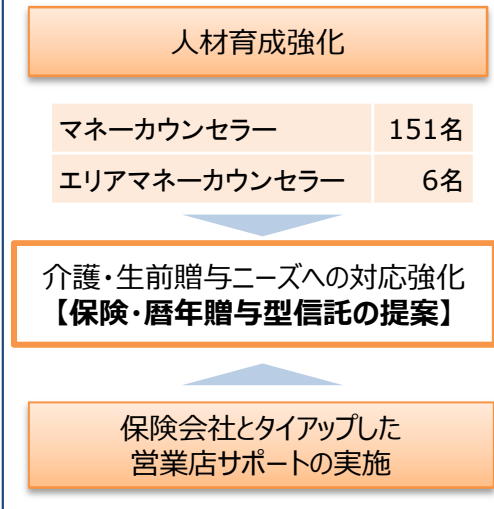 人材育成強化
マネーカウンセラー 151名
エリアマネーカウンセラー 6名
介護・生前贈与ニーズへの対応強化
【保険・暦年贈与型信託の提案】
保険会社とタイアップした
営業店サポートの実施